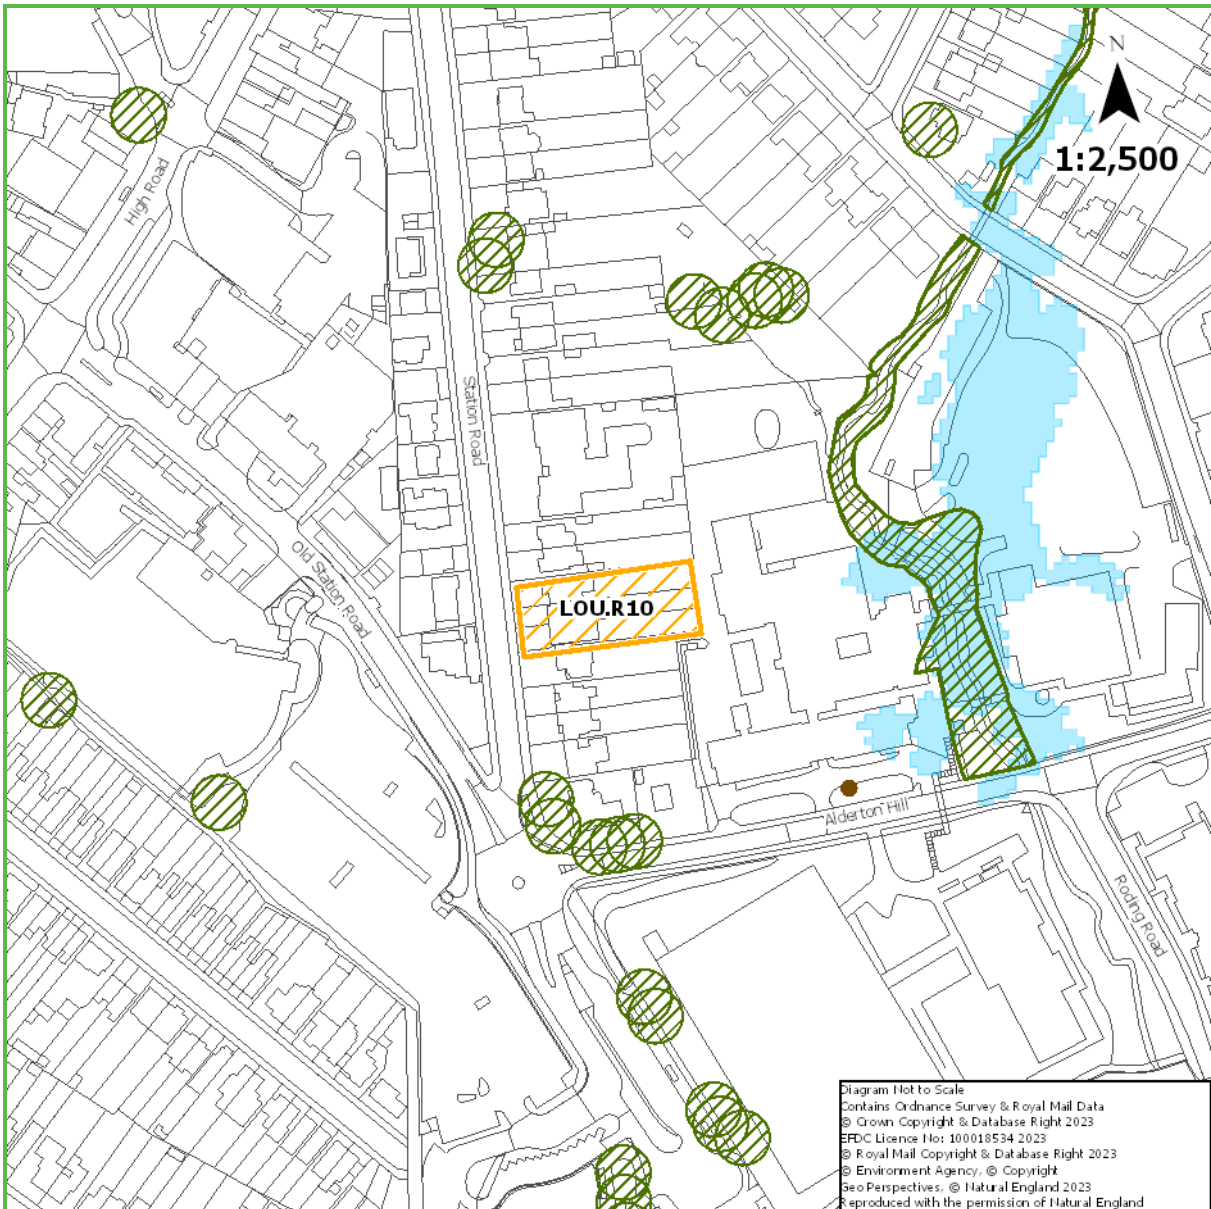 N
1:2,500
High Road
Station Road
Old Station Road
LOU.R10
Alderton Hill
Roding Road
Diagram Not to Scale
Contains Ordnance Survey & Royal Mail Data
© Crown Copyright & Database Right 2023
EFDC Licence No: 100018534 2023
© Royal Mail Copyright & Database Right 2023
© Environment Agency, © Copyright
Geo Perspectives, © Natural England 2023
Reproduced with the permission of Natural England